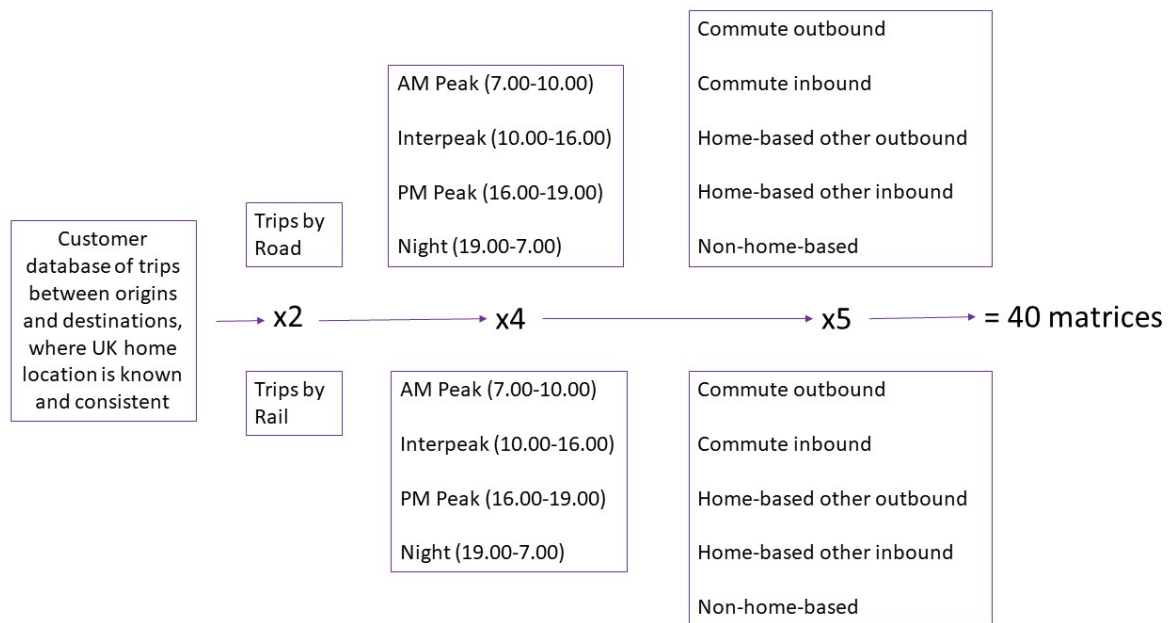 Customer
database of trips
between origins
and destinations,
where UK home
location is known
and consistent
Trips by
Road
x2
Trips by
Rail
AM Peak (7.00-10.00)
Interpeak (10.00-16.00)
PM Peak (16.00-19.00)
Night (19.00-7.00)
x4
AM Peak (7.00-10.00)
Interpeak (10.00-16.00)
PM Peak (16.00-19.00)
Night (19.00-7.00)
Commute outbound
Commute inbound
Home-based other outbound
Home-based other inbound
Non-home-based
x5
Commute outbound
Commute inbound
Home-based other outbound
Home-based other inbound
Non-home-based
= 40 matrices